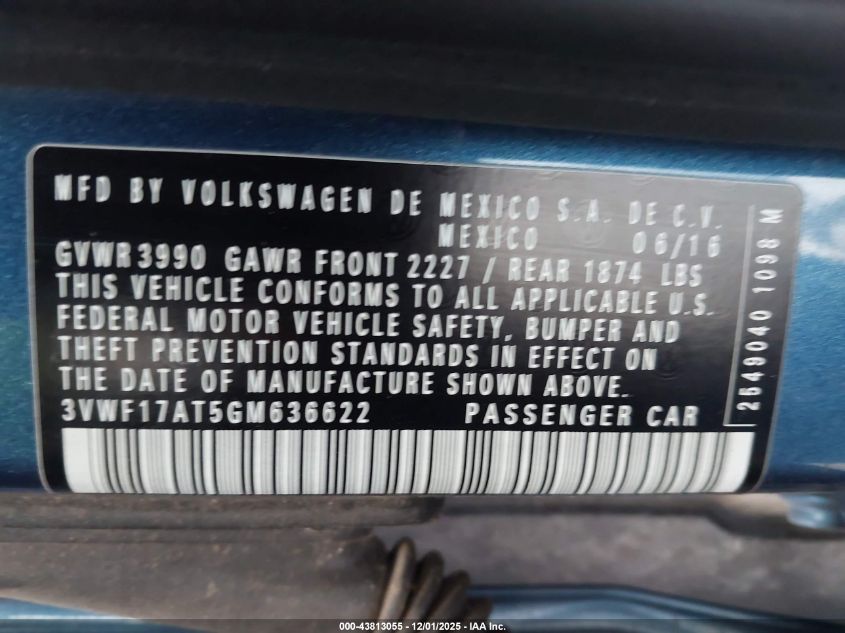 MFD BY VOLKSWAGEN DE MEXICO S.A. DE C.V.
MEXICO 06/16
GVWR 3990 GAWR FRONT 2227 / REAR 1874 LBS
THIS VEHICLE CONFORMS TO ALL APPLICABLE U.S.
FEDERAL MOTOR VEHICLE SAFETY, BUMPER AND
THEFT PREVENTION STANDARDS IN EFFECT ON
THE DATE OF MANUFACTURE SHOWN ABOVE.
3VWF17AT5GM636622 PASSENGER CAR
2549040 1098 M
000-43813055 - 12/01/2025 - IAA Inc.